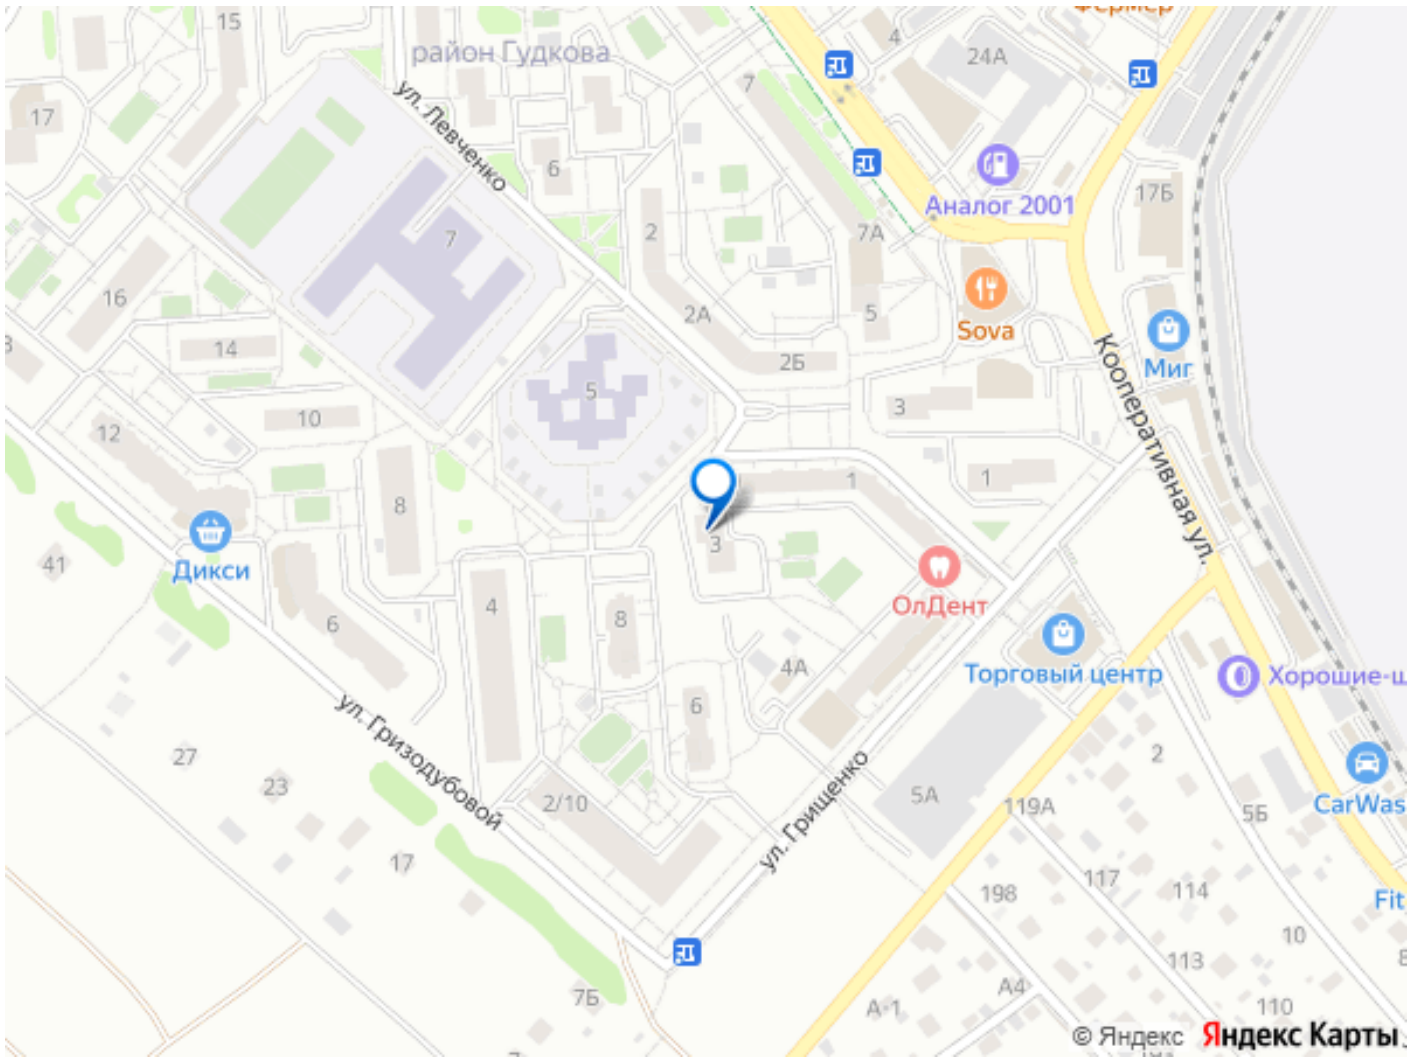 Фермер
15
район Гудкова
4
24А
17
ул. Левченко
7
6
17Б
Аналог 2001
7
2
7А
16
2А
5
Sova
14
2Б
Миг
5
3
10
12
Кооперативная ул.
1
1
8
3
41
Дикси
ОлДент
4
8
6
4А
Торговый центр
Хорошие-ш
6
ул. Гризодубовой
27
2
23
2/10
5А
119А
5Б
CarWas
ул. Грищенко
17
117
114
198
Fit
10
113
А4
7Б
А-1
110
© Яндекс Яндекс Карты